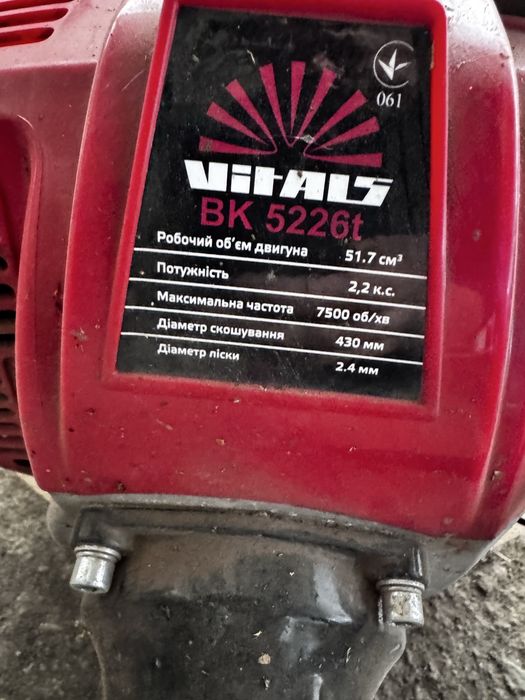 061
VITALS
BK 5226t
Робочий об'єм двигуна 51.7 см³
Потужність 2,2 к.с.
Максимальна частота 7500 об/хв
Діаметр скошування 430 мм
Діаметр ліски 2.4 мм